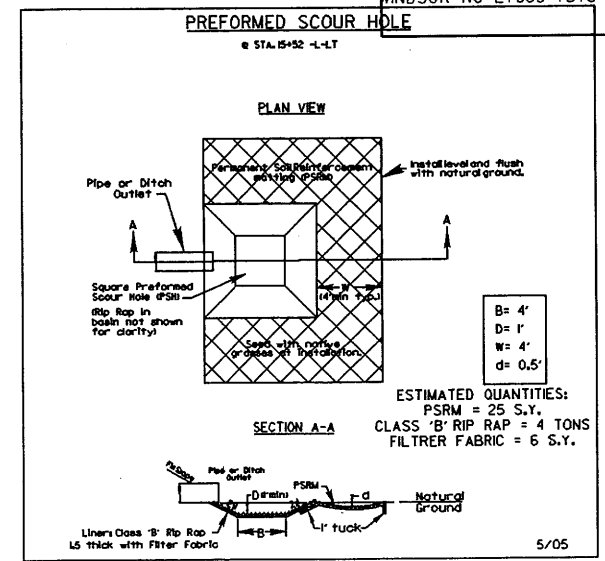 PREFORMED SCOUR HOLE
@ STA. 15+52 -L-LT
PLAN VIEW
Permanent Soil Reinforcement
matting (PSRM)
Install level and flush
with natural ground.
Pipe or Ditch
Outlet
A
A
Square Preformed
Scour Hole (PSH)
(Rip Rap in
basin not shown
for clarity)
W
(4'min typ.)
Seed with native
grasses at installation.
B= 4'
D= 1'
W= 4'
d= 0.5'
ESTIMATED QUANTITIES:
PSRM = 25 S.Y.
CLASS 'B' RIP RAP = 4 TONS
FILTRER FABRIC = 6 S.Y.
SECTION A-A
Pipe or Ditch
Outlet
PSRM
D
d
Natural
Ground
B
1' tuck
Liner: Class 'B' Rip Rap
1.5 thick with Filter Fabric
5/05